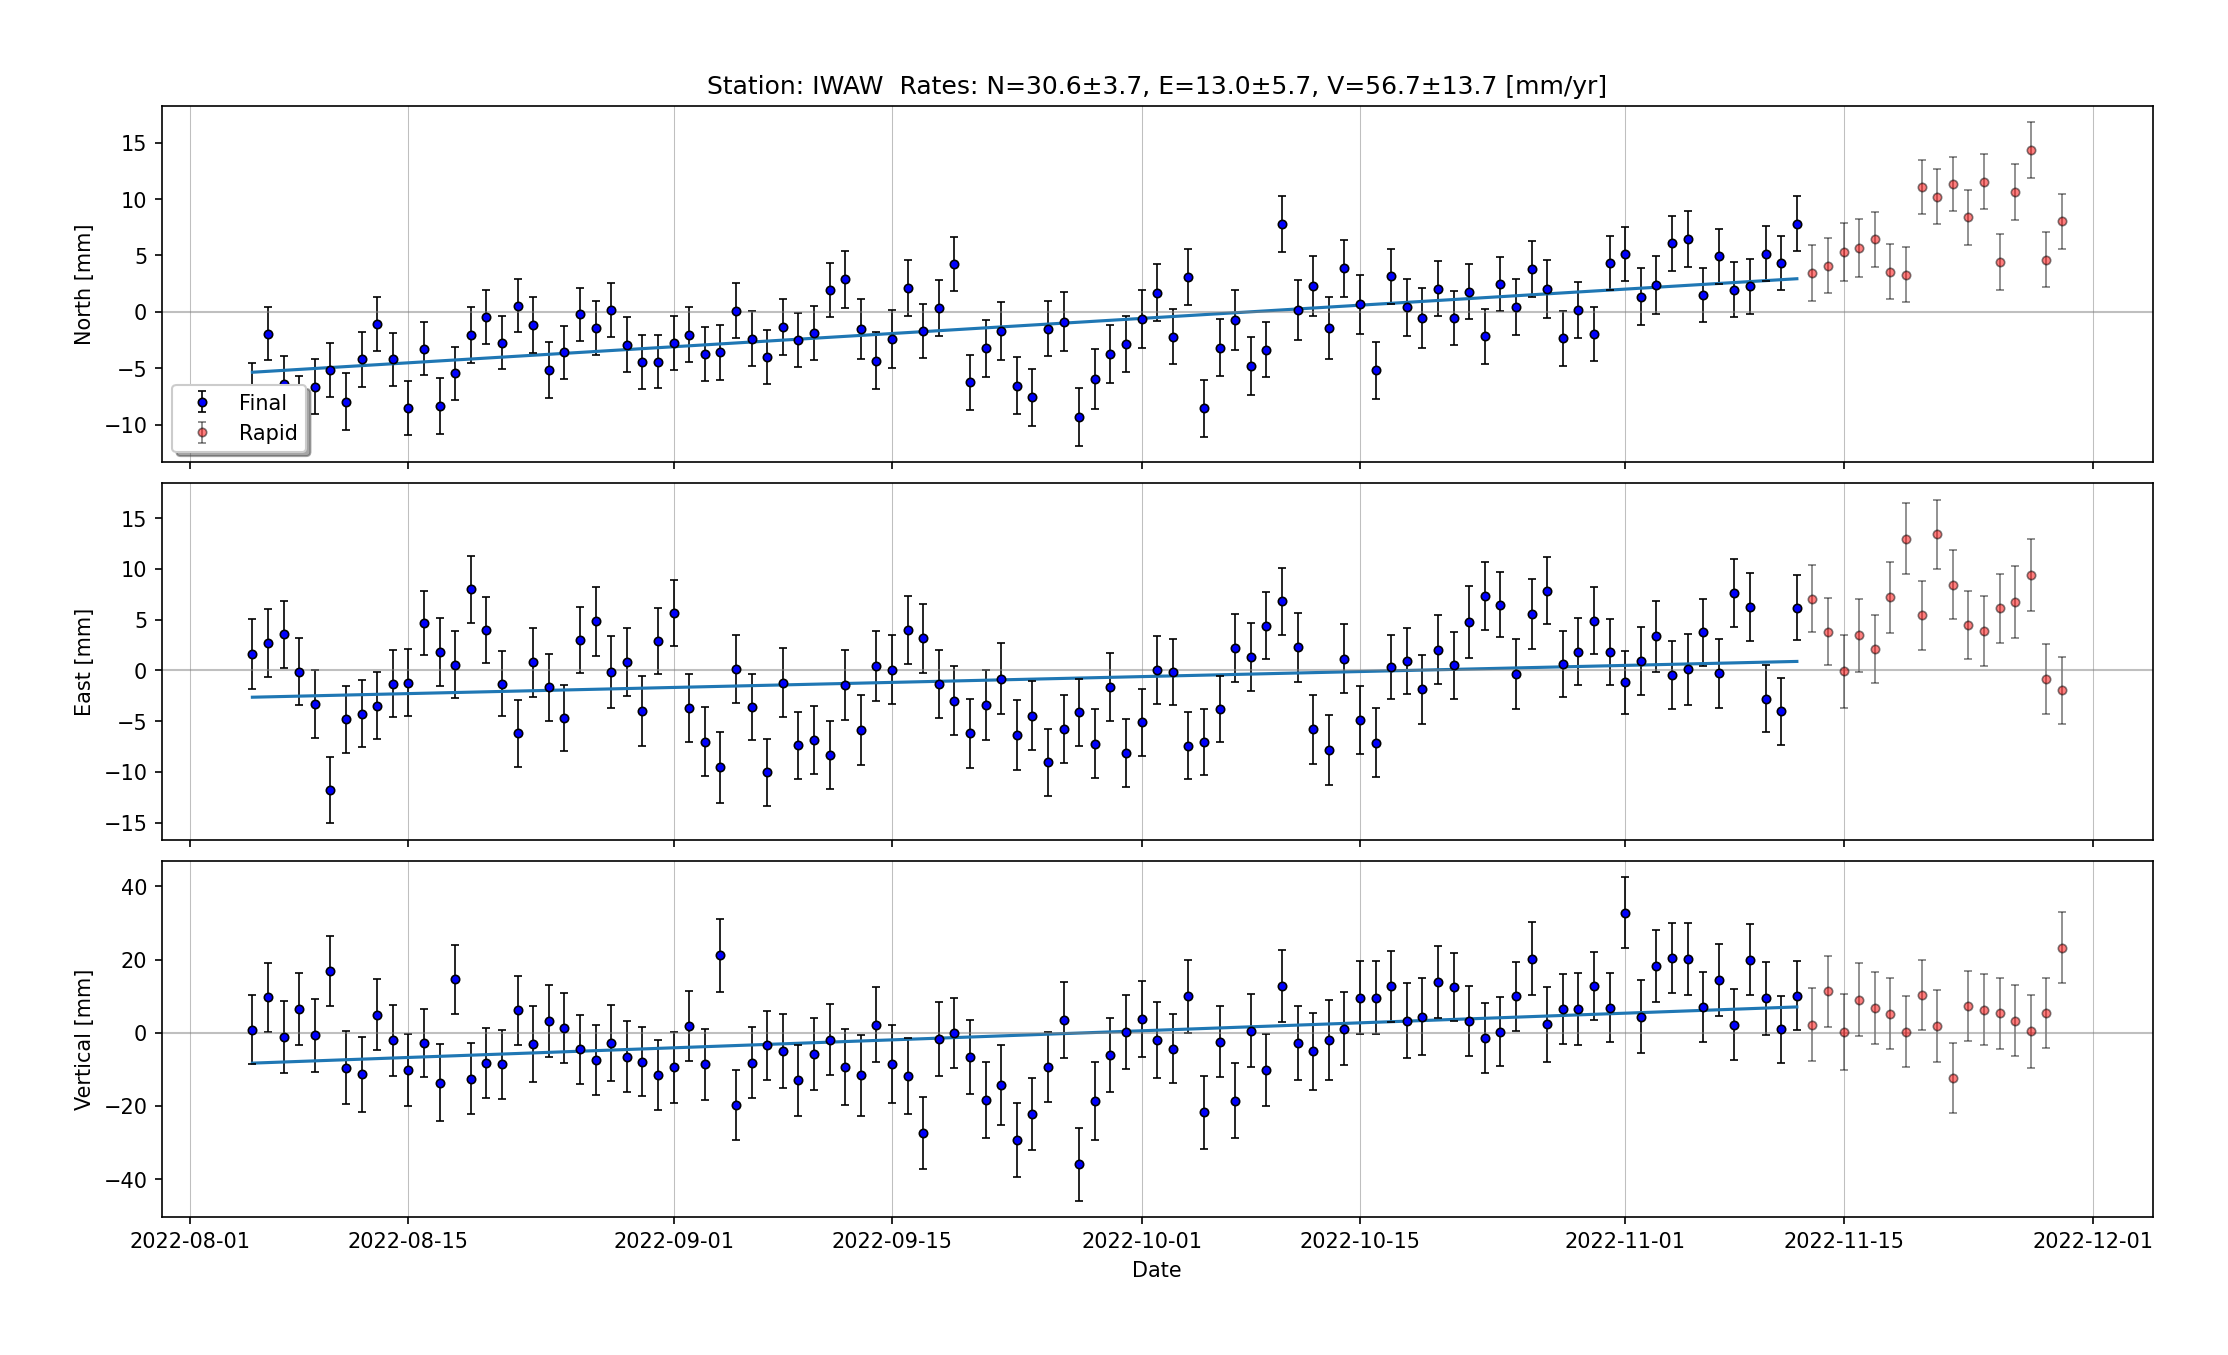 Station: IWAW  Rates: N=30.6±3.7, E=13.0±5.7, V=56.7±13.7 [mm/yr]
North [mm]
15
10
5
0
−5
−10
Final
Rapid
East [mm]
15
10
5
0
−5
−10
−15
Vertical [mm]
40
20
0
−20
−40
2022-08-01 2022-08-15 2022-09-01 2022-09-15 2022-10-01 2022-10-15 2022-11-01 2022-11-15 2022-12-01
Date